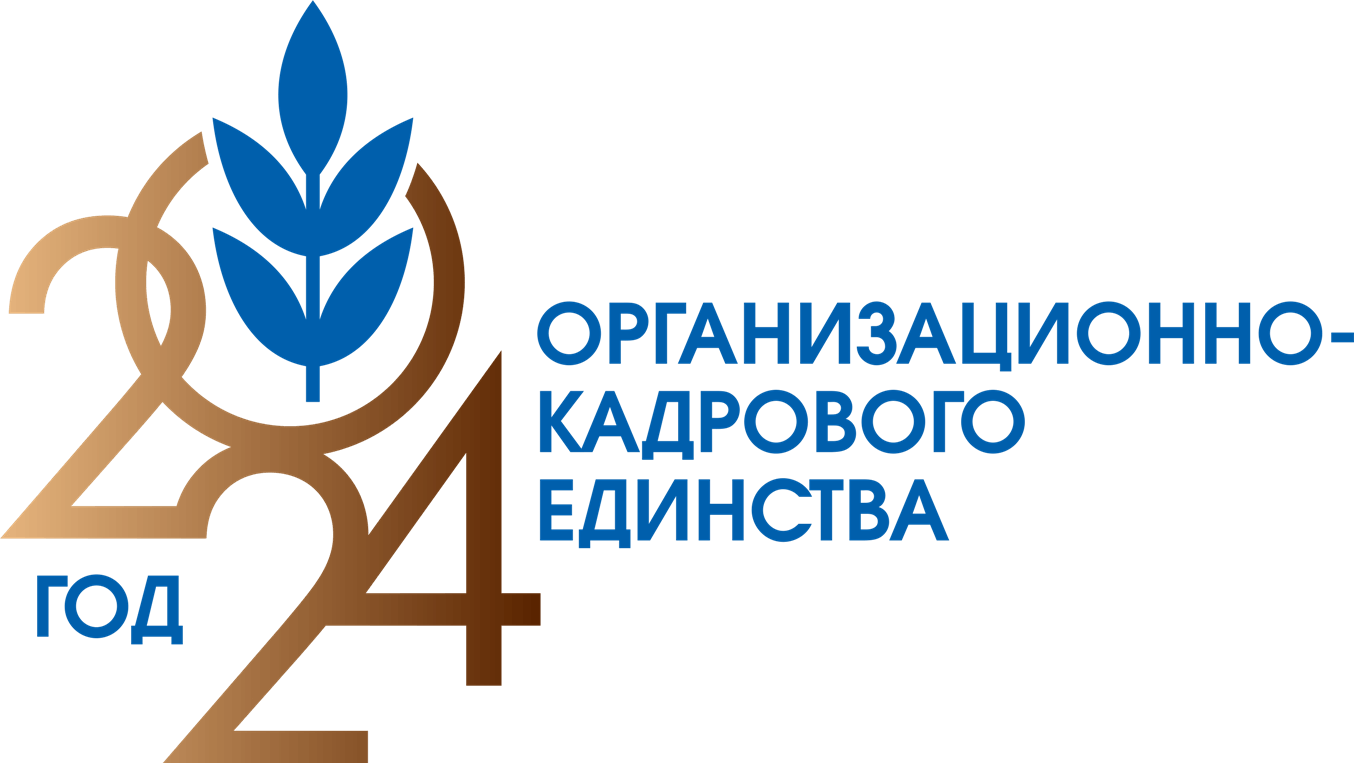 2024
ГОД
ОРГАНИЗАЦИОННО-
КАДРОВОГО
ЕДИНСТВА